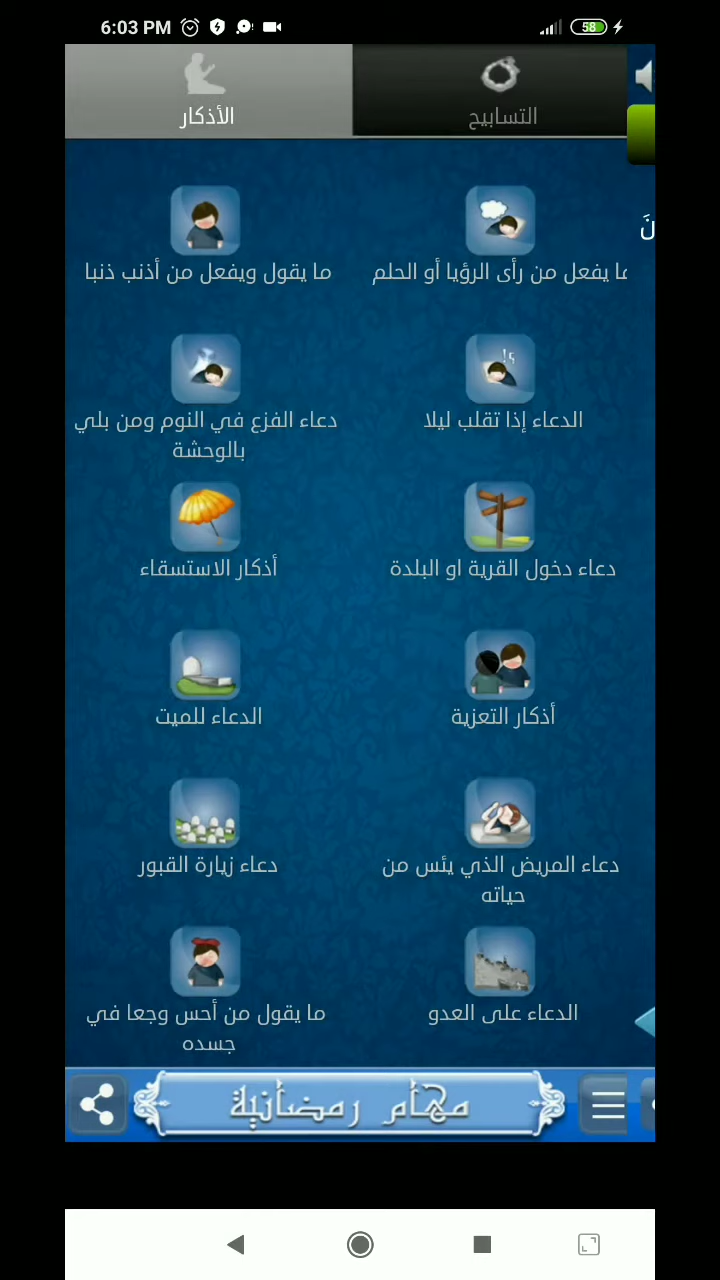 6:03 PM
58
التسابيح
الأذكار
نَ
ما يفعل من رأى الرؤيا أو الحلم
ما يقول ويفعل من أذنب ذنبا
؟!
الدعاء إذا تقلب ليلا
دعاء الفزع في النوم ومن بلي
بالوحشة
دعاء دخول القرية او البلدة
أذكار الاستسقاء
أذكار التعزية
الدعاء للميت
دعاء المريض الذي يئس من
حياته
دعاء زيارة القبور
الدعاء على العدو
ما يقول من أحس وجعا في
جسده
مهام رمضانية